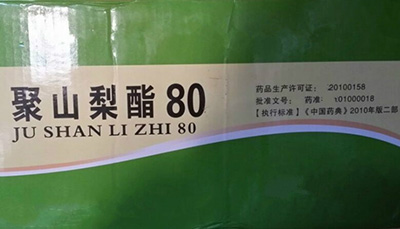 聚山梨酯80
JU SHAN LI ZHI 80
药品生产许可证：20100158
批准文号：药准：01000018
【执行标准】《中国药典》2010年版二部